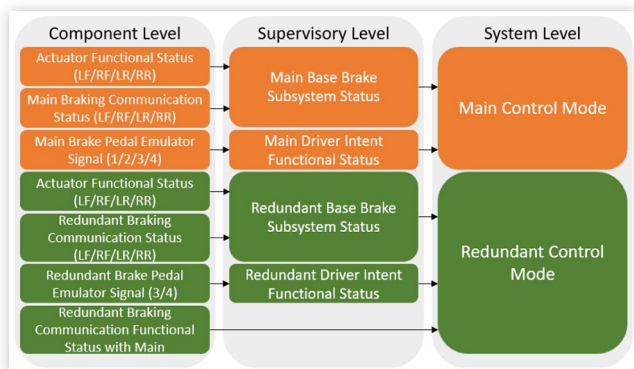 Component Level
Actuator Functional Status
(LF/RF/LR/RR)
Main Braking Communication
Status (LF/RF/LR/RR)
Main Brake Pedal Emulator
Signal (1/2/3/4)
Actuator Functional Status
(LF/RF/LR/RR)
Redundant Braking
Communication Status
(LF/RF/LR/RR)
Redundant Brake Pedal
Emulator Signal (3/4)
Redundant Braking
Communication Functional
Status with Main
Supervisory Level
Main Base Brake
Subsystem Status
Main Driver Intent
Functional Status
Redundant Base Brake
Subsystem Status
Redundant Driver Intent
Functional Status
System Level
Main Control Mode
Redundant Control
Mode